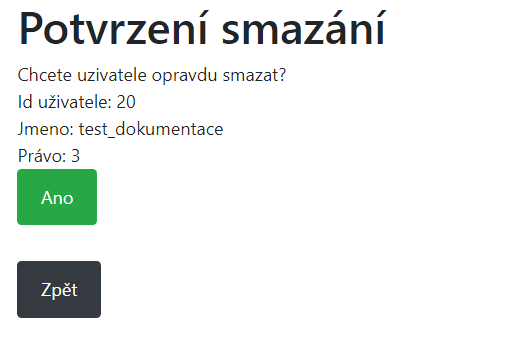 Potvrzení smazání
Chcete uzivatele opravdu smazat?
Id uživatele: 20
Jmeno: test_dokumentace
Právo: 3
Ano
Zpět